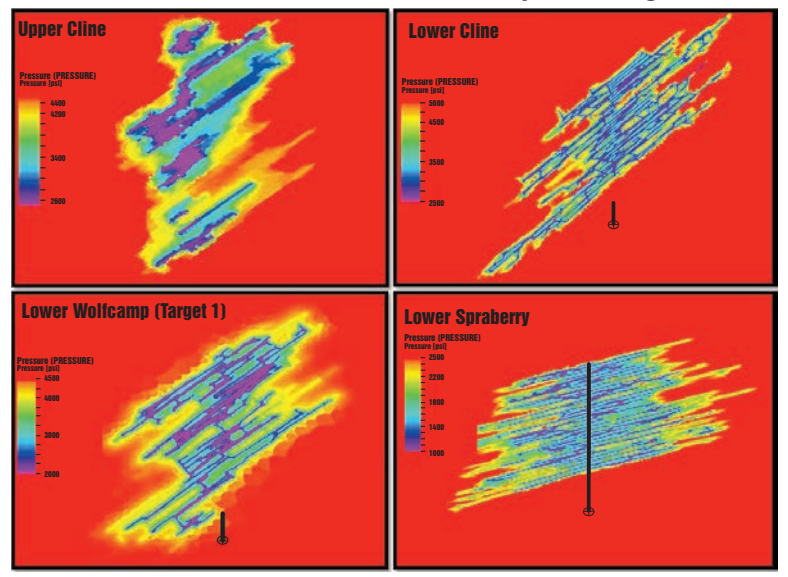 Upper Cline
Pressure (PRESSURE)
Pressure [psi]
4400
4200
3400
2600
Lower Cline
Pressure (PRESSURE)
Pressure [psi]
5000
4500
3500
2500
Lower Wolfcamp (Target 1)
Pressure (PRESSURE)
Pressure [psi]
4500
4000
3000
2000
Lower Spraberry
Pressure (PRESSURE)
Pressure [psi]
2500
2200
1800
1400
1000